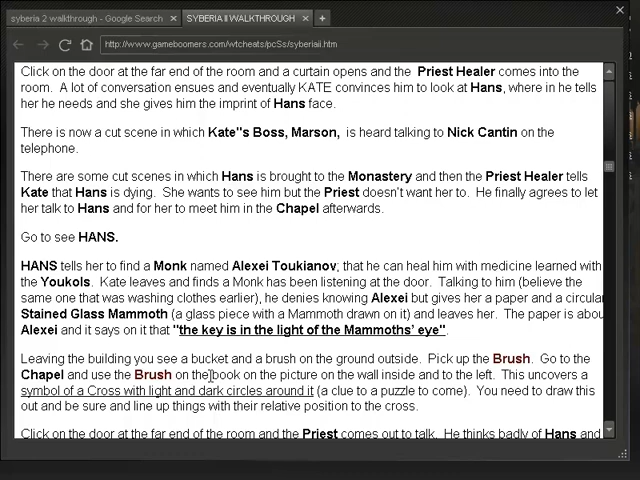 syberia 2 walkthrough - Google Search
SYBERIA II WALKTHROUGH
http://www.gameboomers.com/wtcheats/pcSs/syberiaii.htm
Click on the door at the far end of the room and a curtain opens and the Priest Healer comes into the
room. A lot of conversation ensues and eventually KATE convinces him to look at Hans, where in he tells
her he needs and she gives him the imprint of Hans face.
There is now a cut scene in which Kate"s Boss, Marson, is heard talking to Nick Cantin on the
telephone.
There are some cut scenes in which Hans is brought to the Monastery and then the Priest Healer tells
Kate that Hans is dying. She wants to see him but the Priest doesn't want her to. He finally agrees to let
her talk to Hans and for her to meet him in the Chapel afterwards.
Go to see HANS.
HANS tells her to find a Monk named Alexei Toukianov; that he can heal him with medicine learned with
the Youkols. Kate leaves and finds a Monk has been listening at the door. Talking to him (believe the
same one that was washing clothes earlier), he denies knowing Alexei but gives her a paper and a circular
Stained Glass Mammoth (a glass piece with a Mammoth drawn on it) and leaves her. The paper is abou
Alexei and it says on it that "the key is in the light of the Mammoths' eye".
Leaving the building you see a bucket and a brush on the ground outside. Pick up the Brush. Go to the
Chapel and use the Brush on the book on the picture on the wall inside and to the left. This uncovers a
symbol of a Cross with light and dark circles around it (a clue to a puzzle to come). You need to draw this
out and be sure and line up things with their relative position to the cross.
Click on the door at the far end of the room and the Priest comes out to talk. He thinks badly of Hans and